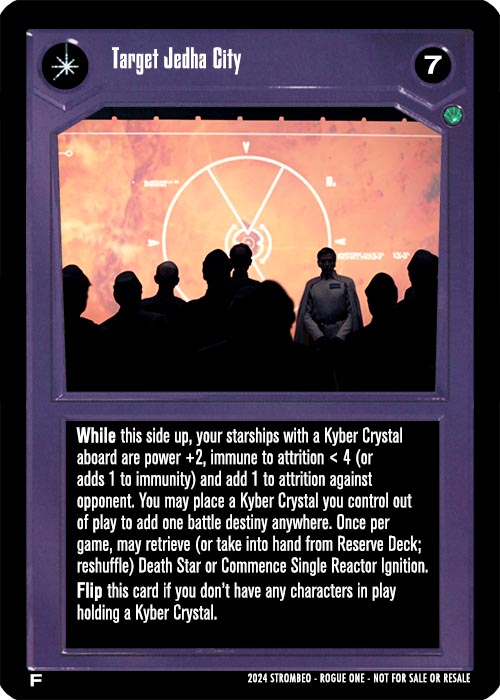 Target Jedha City
7
While this side up, your starships with a Kyber Crystal
aboard are power +2, immune to attrition < 4 (or
adds 1 to immunity) and add 1 to attrition against
opponent. You may place a Kyber Crystal you control out
of play to add one battle destiny anywhere. Once per
game, may retrieve (or take into hand from Reserve Deck;
reshuffle) Death Star or Commence Single Reactor Ignition.
Flip this card if you don't have any characters in play
holding a Kyber Crystal.
F
2024 STROMBEO - ROGUE ONE - NOT FOR SALE OR RESALE